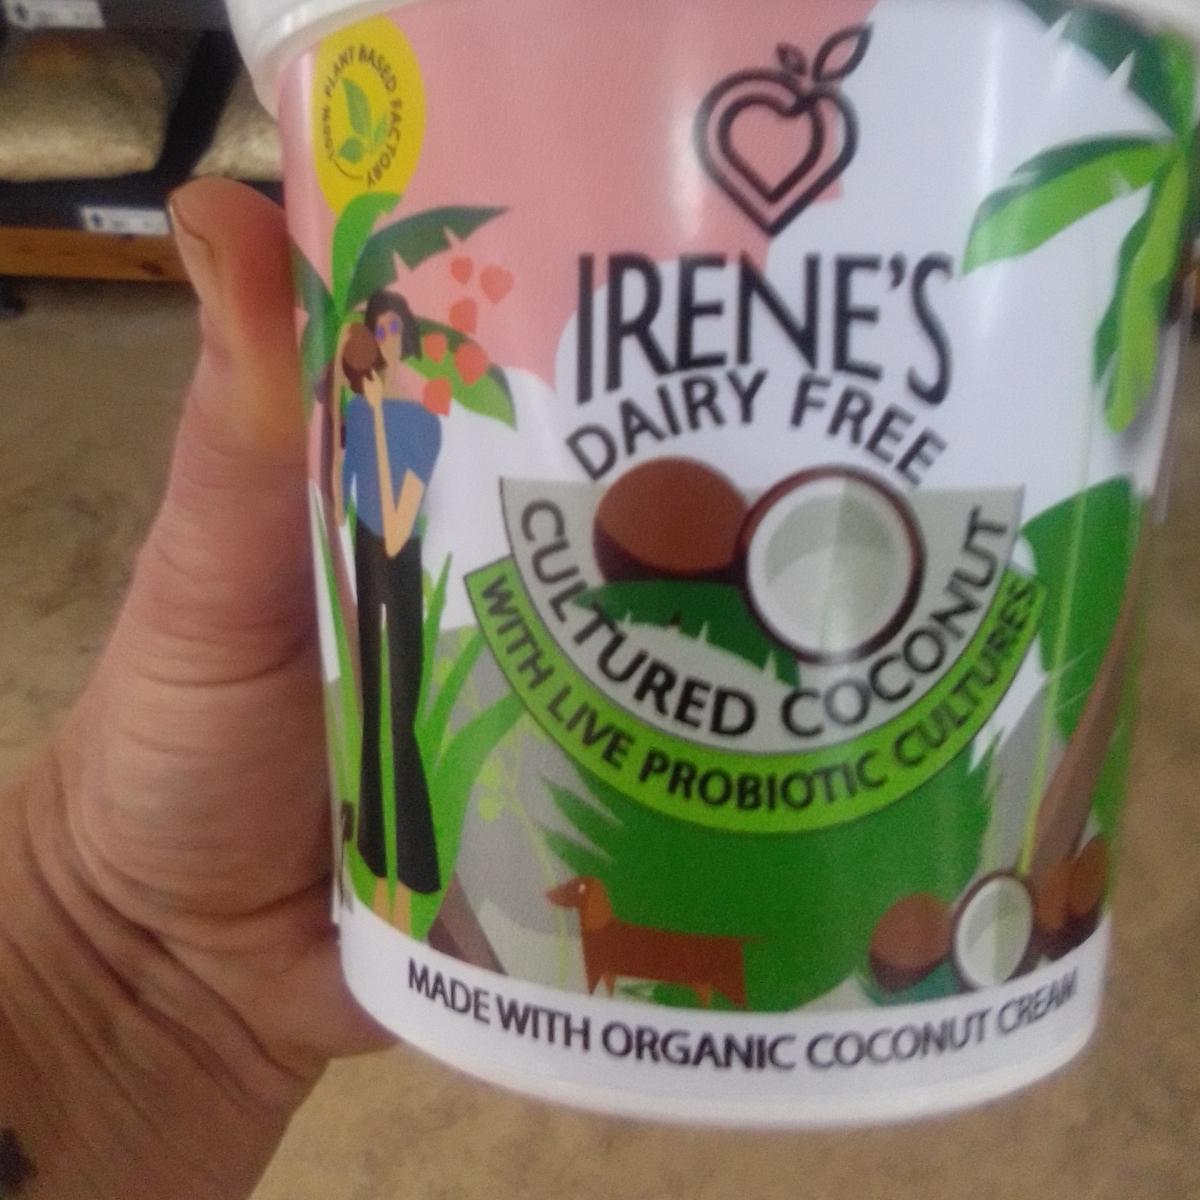 100% PLANT BASED FACTORY
IRENE'S
DAIRY FREE
CULTURED COCONUT
WITH LIVE PROBIOTIC CULTURES
MADE WITH ORGANIC COCONUT CREAM